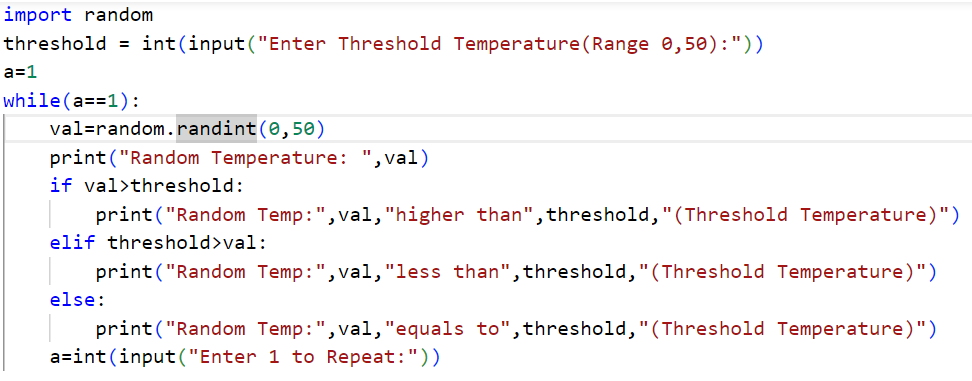 import random
threshold = int(input("Enter Threshold Temperature(Range 0,50):"))
a=1
while(a==1):
    val=random.randint(0,50)
    print("Random Temperature: ",val)
    if val>threshold:
        print("Random Temp:",val,"higher than",threshold,"(Threshold Temperature)")
    elif threshold>val:
        print("Random Temp:",val,"less than",threshold,"(Threshold Temperature)")
    else:
        print("Random Temp:",val,"equals to",threshold,"(Threshold Temperature)")
    a=int(input("Enter 1 to Repeat:"))